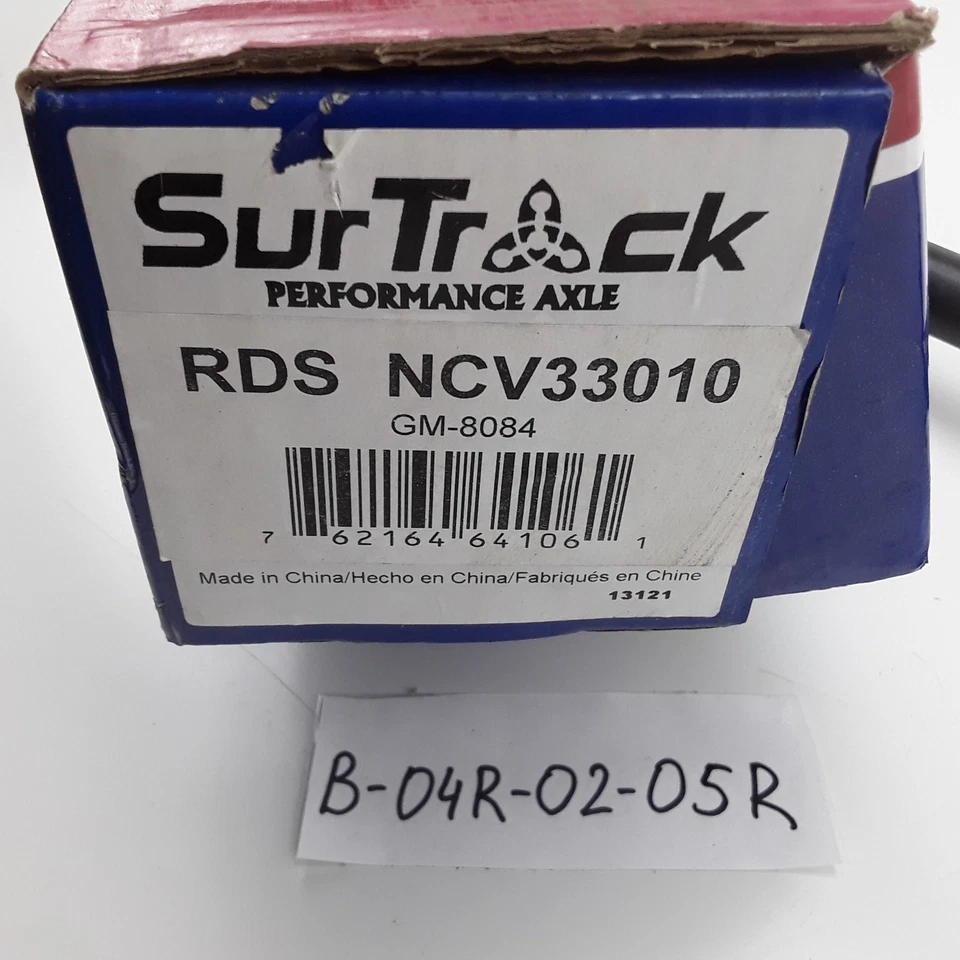 SurTrack
PERFORMANCE AXLE
RDS NCV33010
GM-8084
7 62164 64106 1
Made in China/Hecho en China/Fabriqués en Chine
13121
B-04R-02-05R